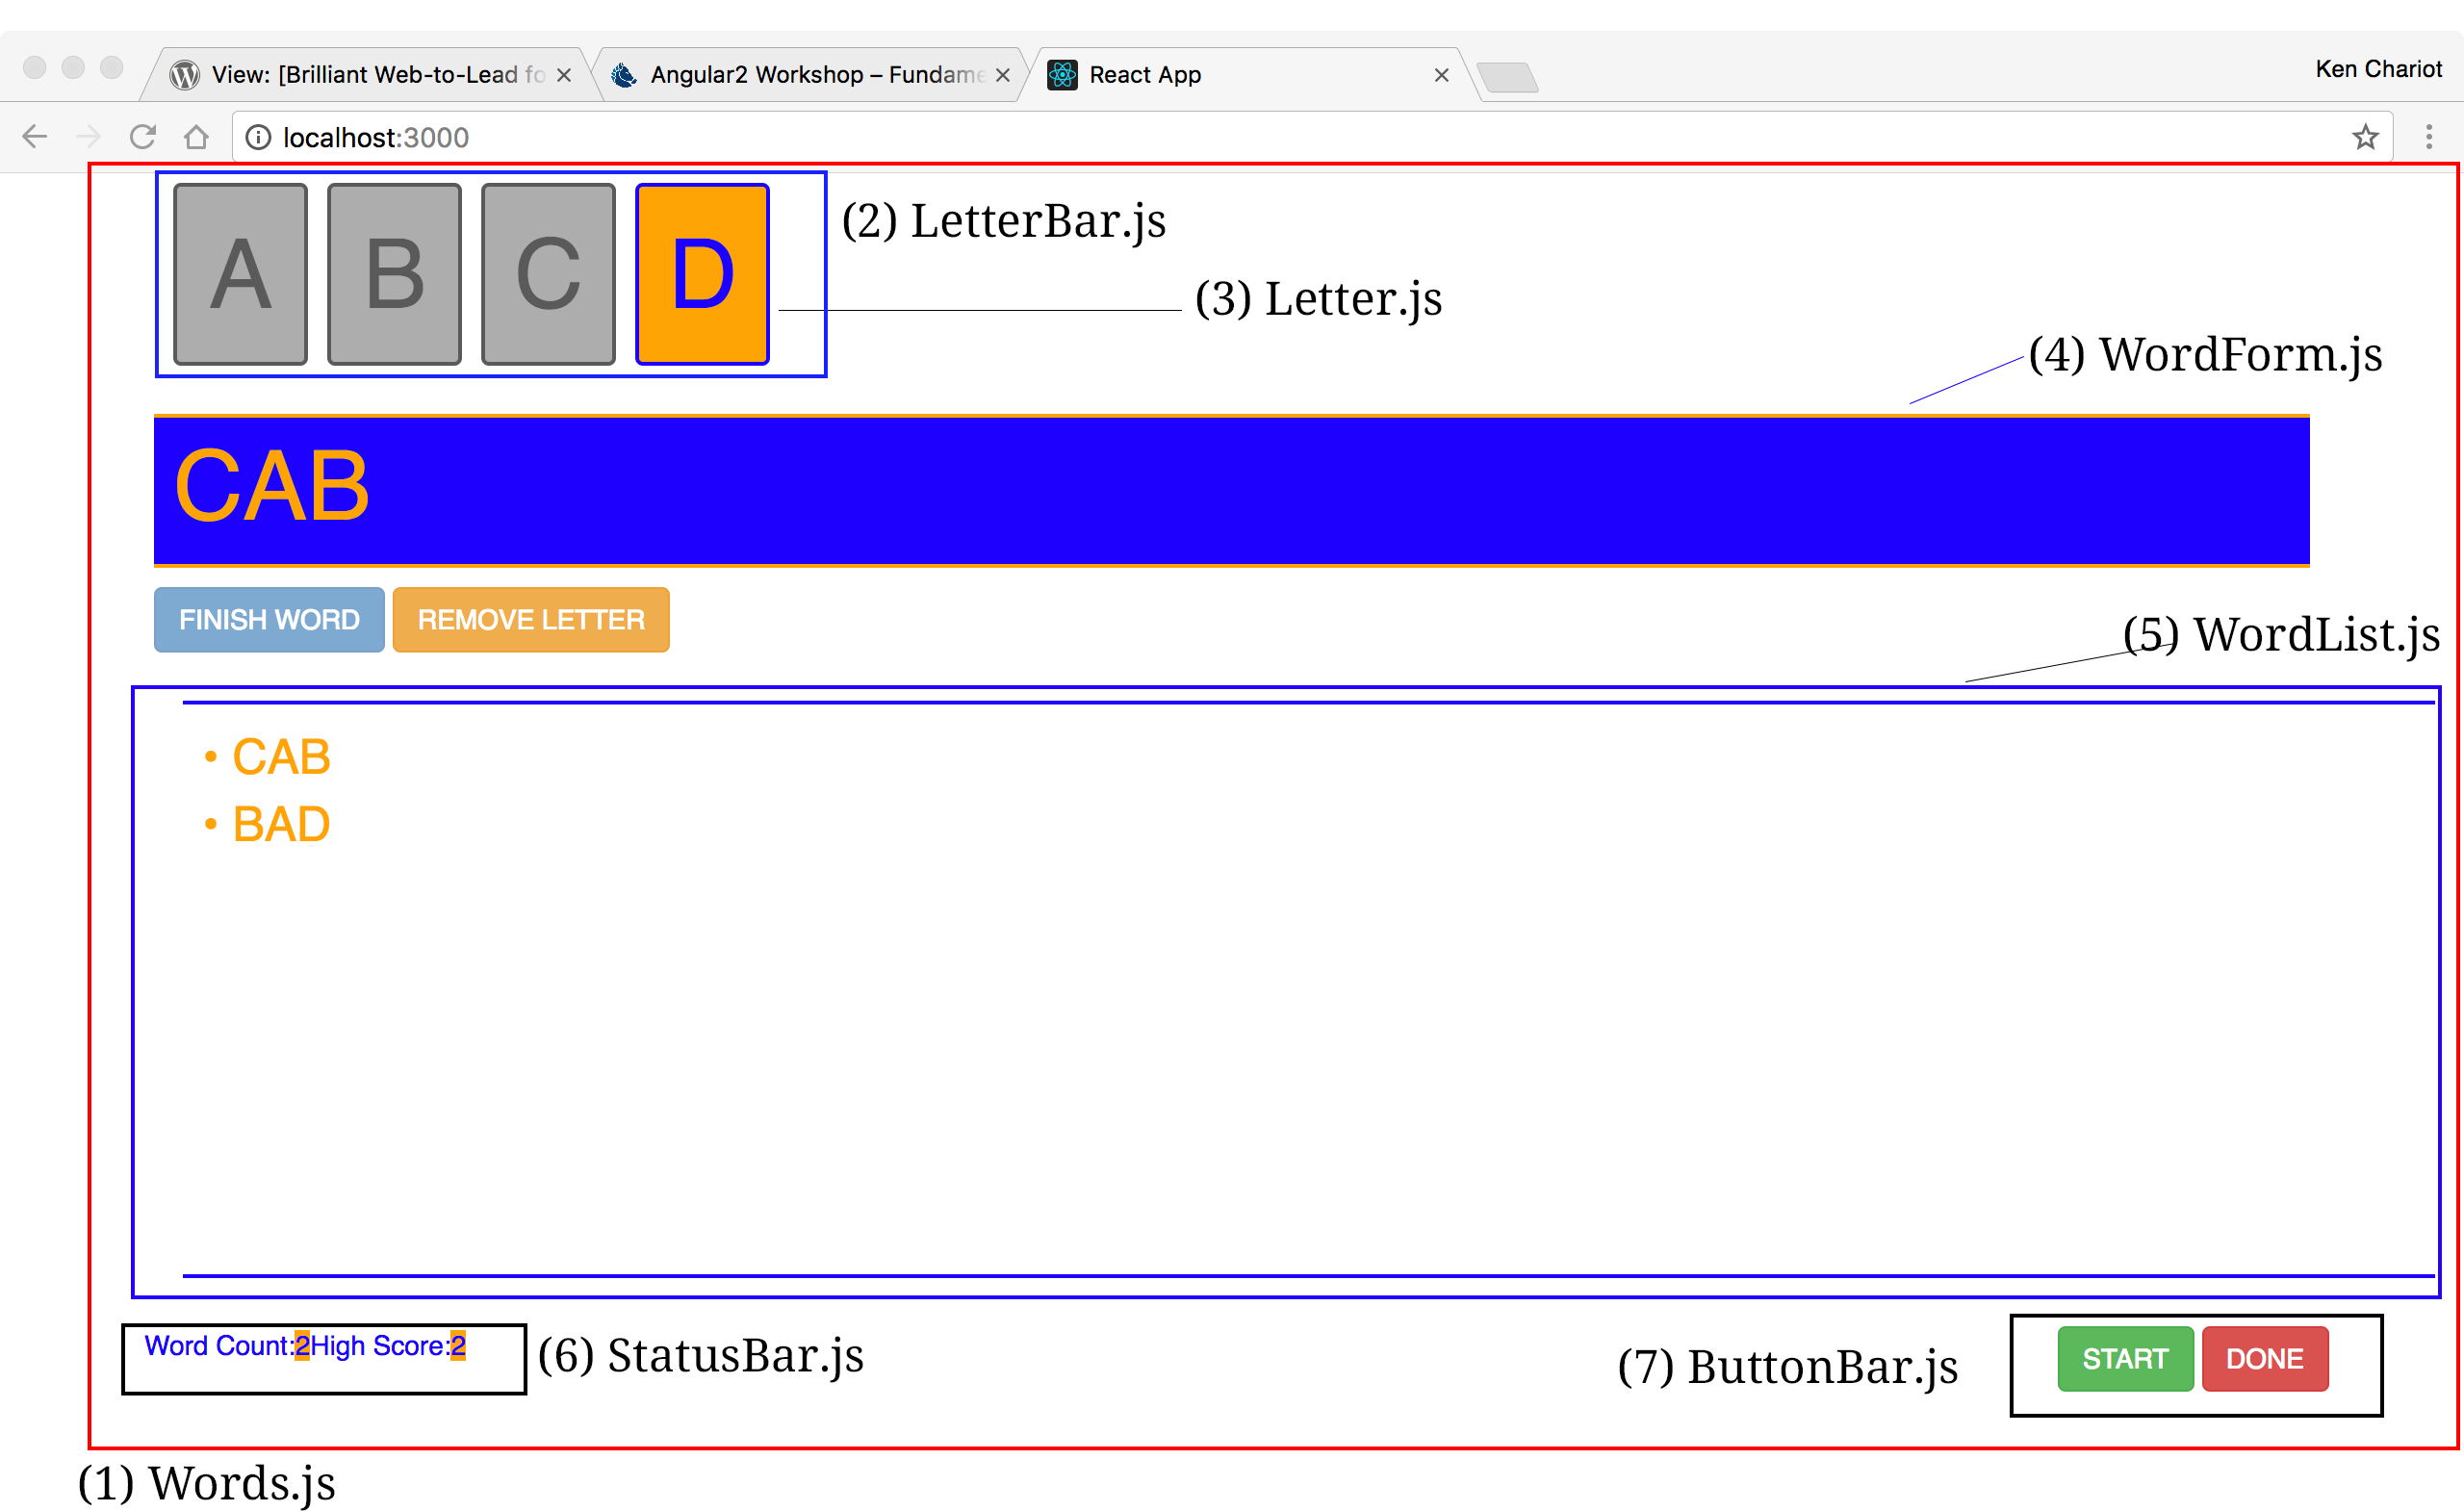 Ken Chariot
View: [Brilliant Web-to-Lead fo
Angular2 Workshop – Fundame
React App
localhost:3000
A B C D
(2) LetterBar.js
(3) Letter.js
(4) WordForm.js
CAB
FINISH WORD REMOVE LETTER
(5) WordList.js
• CAB
• BAD
Word Count:2High Score:2
(6) StatusBar.js
(7) ButtonBar.js
START DONE
(1) Words.js